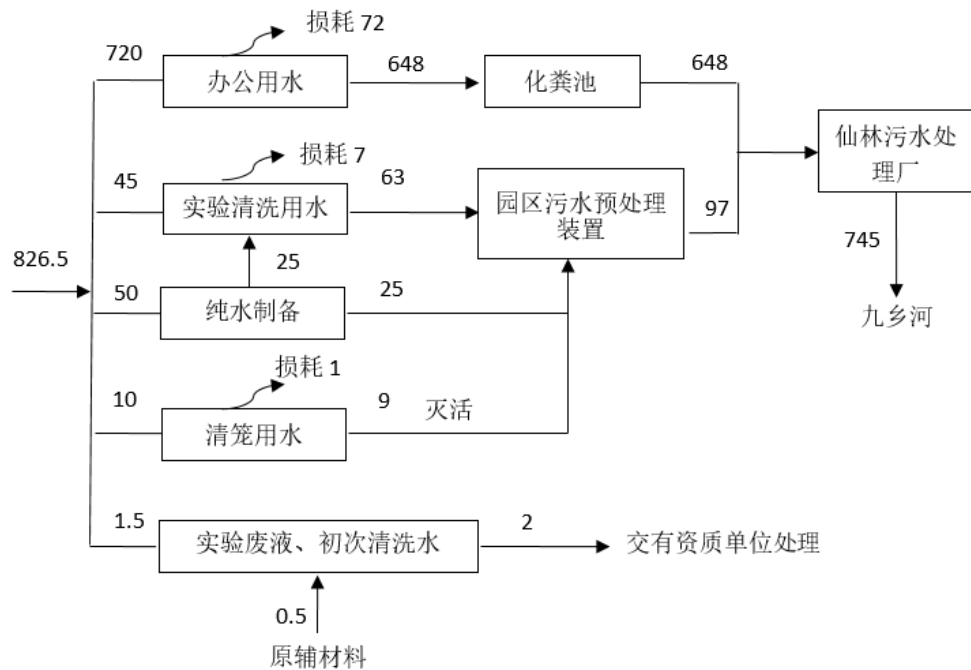 损耗 72
720
办公用水
648
化粪池
648
仙林污水处
理厂
损耗 7
45
实验清洗用水
63
园区污水预处理
装置
97
745
826.5
25
50
纯水制备
25
九乡河
损耗 1
10
清笼用水
9
灭活
1.5
实验废液、初次清洗水
2
交有资质单位处理
0.5
原辅材料